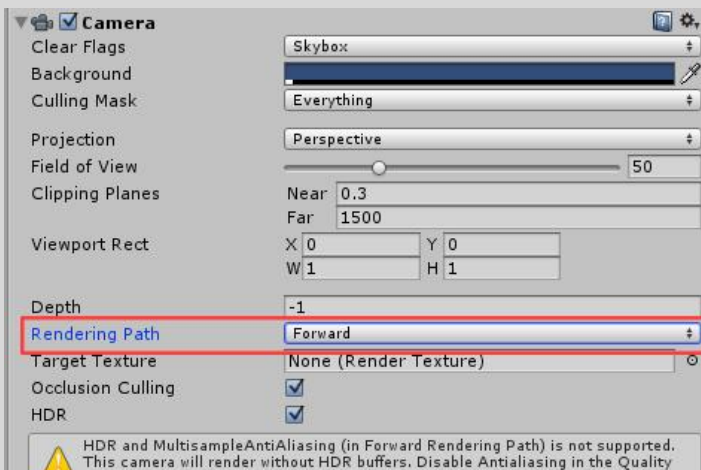 Camera
Clear Flags Skybox
Background
Culling Mask Everything
Projection Perspective
Field of View 50
Clipping Planes Near 0.3
Far 1500
Viewport Rect X 0 Y 0
W 1 H 1
Depth -1
Rendering Path Forward
Target Texture None (Render Texture)
Occlusion Culling
HDR
HDR and MultisampleAntiAliasing (in Forward Rendering Path) is not supported.
This camera will render without HDR buffers. Disable Antialiasing in the Quality